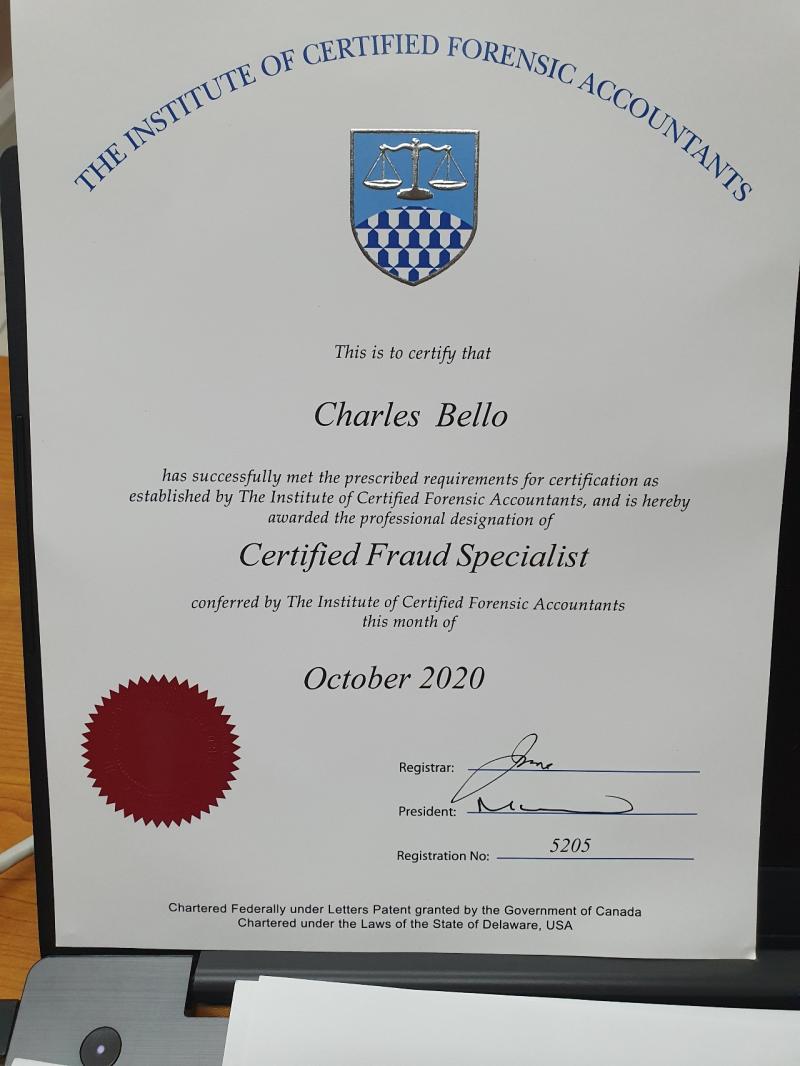 THE INSTITUTE OF CERTIFIED FORENSIC ACCOUNTANTS
This is to certify that
Charles Bello
has successfully met the prescribed requirements for certification as
established by The Institute of Certified Forensic Accountants, and is hereby
awarded the professional designation of
Certified Fraud Specialist
conferred by The Institute of Certified Forensic Accountants
this month of
October 2020
Registrar:
President:
Registration No: 5205
Chartered Federally under Letters Patent granted by the Government of Canada
Chartered under the Laws of the State of Delaware, USA